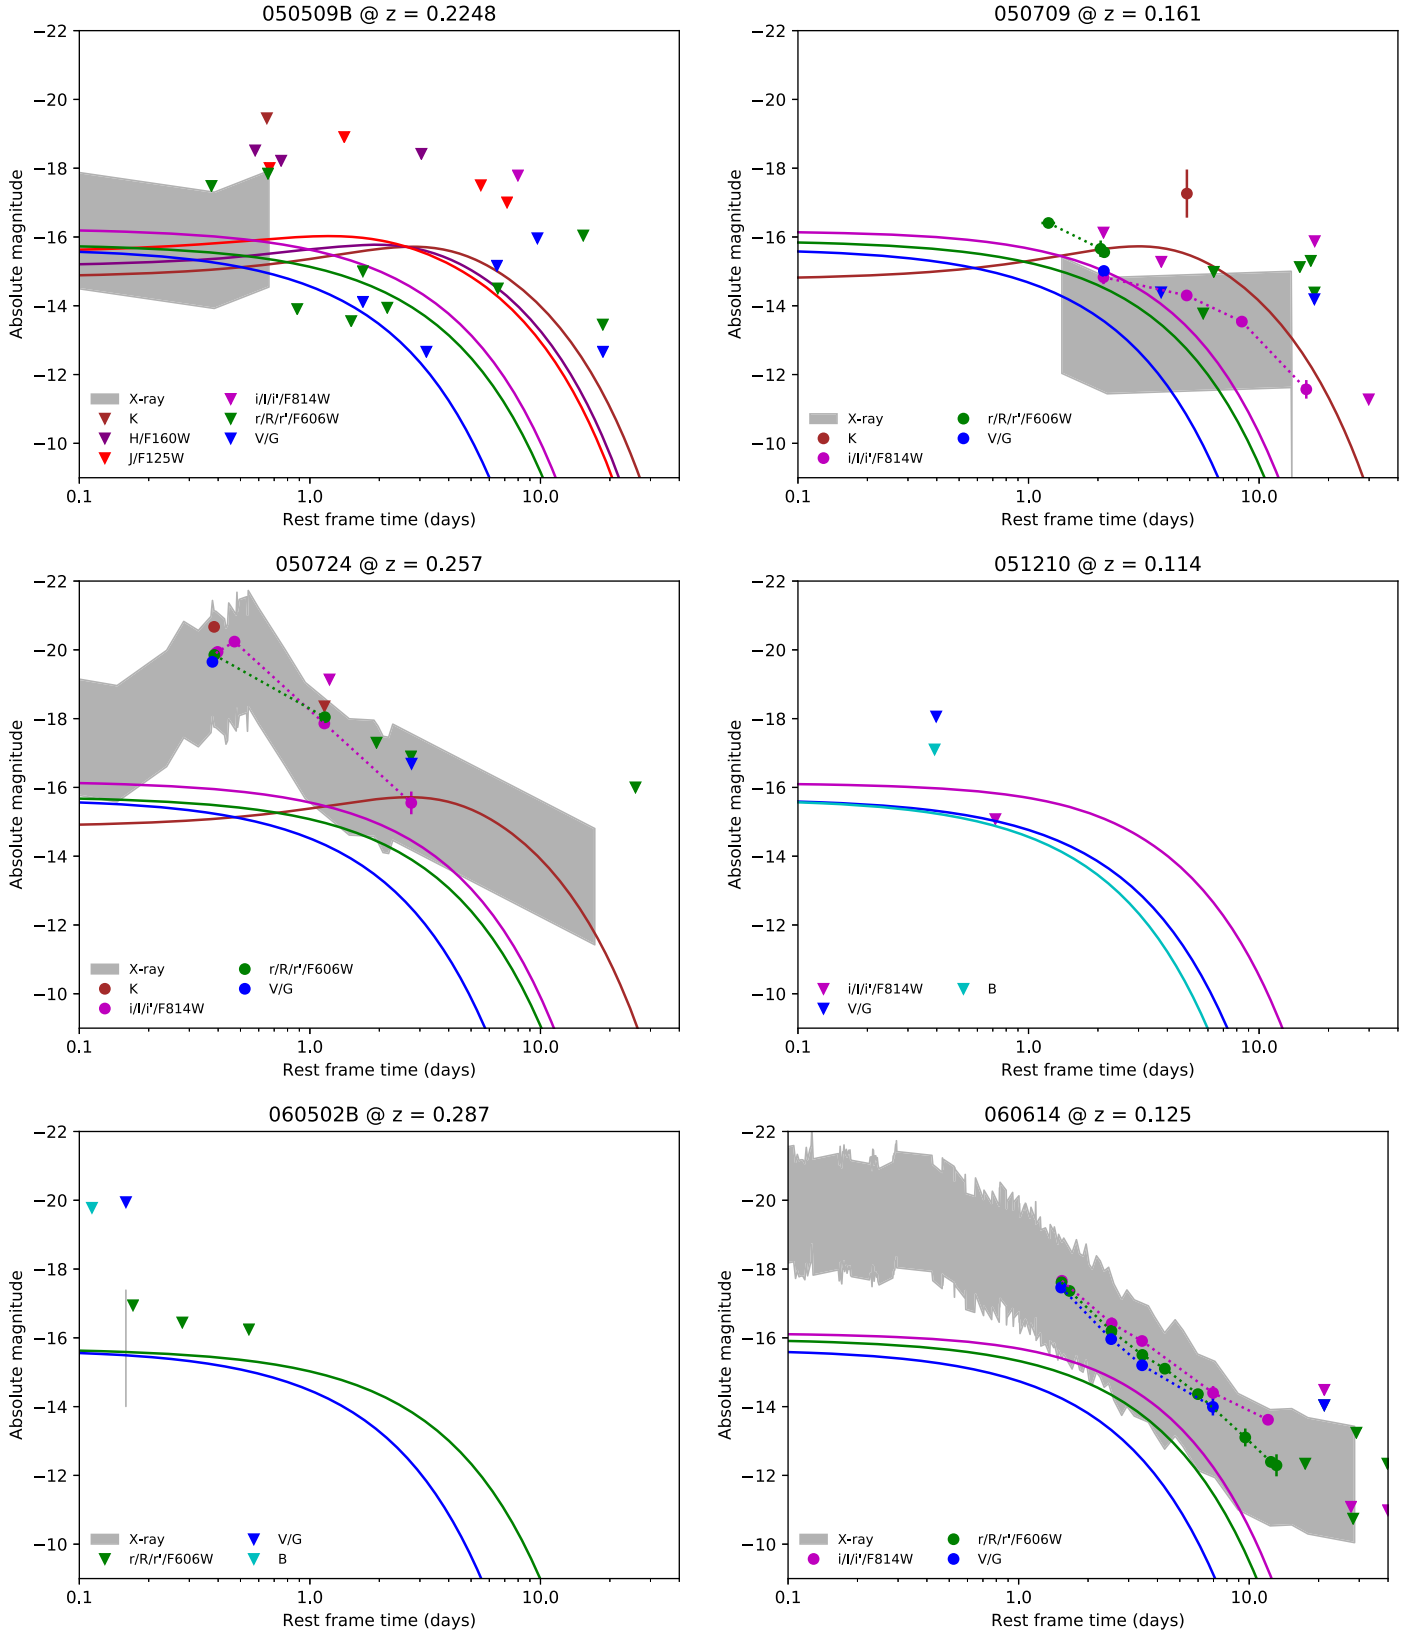 050509B @ z = 0.2248
−22
−20
−18
−16
−14
−12
−10
Absolute magnitude
X-ray
K
H/F160W
J/F125W
i/I/i'/F814W
r/R/r'/F606W
V/G
0.1
1.0
10.0
Rest frame time (days)
050709 @ z = 0.161
−22
−20
−18
−16
−14
−12
−10
Absolute magnitude
X-ray
K
i/I/i'/F814W
r/R/r'/F606W
V/G
0.1
1.0
10.0
Rest frame time (days)
050724 @ z = 0.257
−22
−20
−18
−16
−14
−12
−10
Absolute magnitude
X-ray
K
i/I/i'/F814W
r/R/r'/F606W
V/G
0.1
1.0
10.0
Rest frame time (days)
051210 @ z = 0.114
−22
−20
−18
−16
−14
−12
−10
Absolute magnitude
i/I/i'/F814W
V/G
B
0.1
1.0
10.0
Rest frame time (days)
060502B @ z = 0.287
−22
−20
−18
−16
−14
−12
−10
Absolute magnitude
X-ray
r/R/r'/F606W
V/G
B
0.1
1.0
10.0
Rest frame time (days)
060614 @ z = 0.125
−22
−20
−18
−16
−14
−12
−10
Absolute magnitude
X-ray
i/I/i'/F814W
r/R/r'/F606W
V/G
0.1
1.0
10.0
Rest frame time (days)